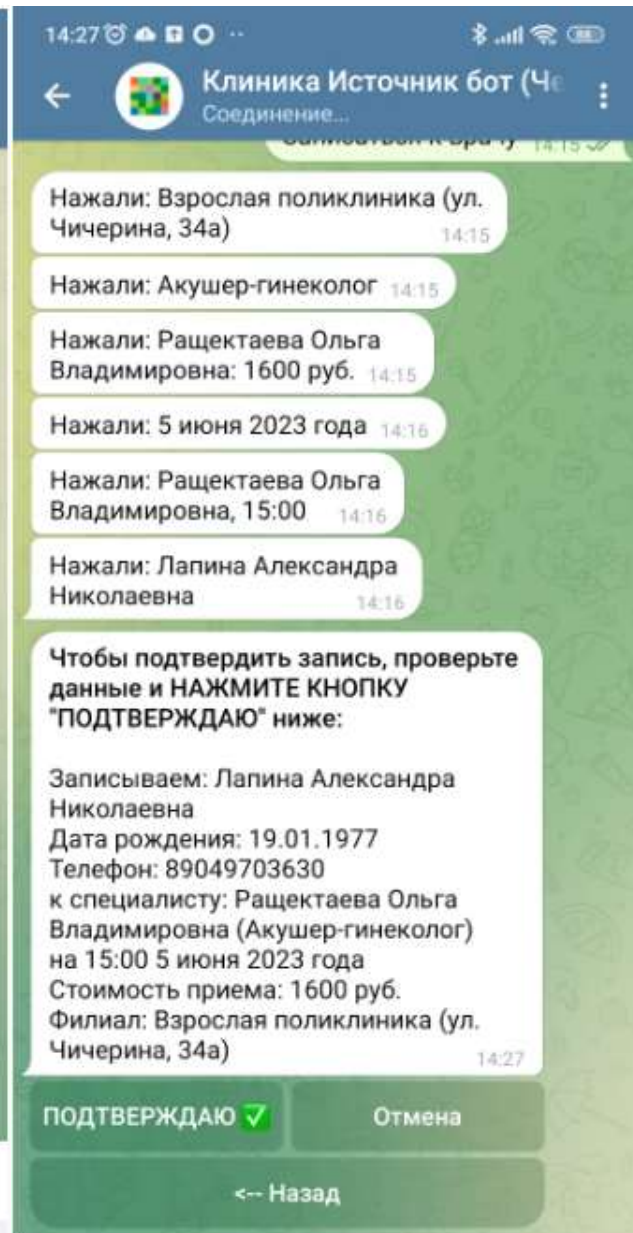 14:27
Клиника Источник бот (Че
Соединение...
Записаться к врачу 14:15
Нажали: Взрослая поликлиника (ул.
Чичерина, 34а) 14:15
Нажали: Акушер-гинеколог 14:15
Нажали: Ращектаева Ольга
Владимировна: 1600 руб. 14:15
Нажали: 5 июня 2023 года 14:16
Нажали: Ращектаева Ольга
Владимировна, 15:00 14:16
Нажали: Лапина Александра
Николаевна 14:16
Чтобы подтвердить запись, проверьте
данные и НАЖМИТЕ КНОПКУ
"ПОДТВЕРЖДАЮ" ниже:
Записываем: Лапина Александра
Николаевна
Дата рождения: 19.01.1977
Телефон: 89049703630
к специалисту: Ращектаева Ольга
Владимировна (Акушер-гинеколог)
на 15:00 5 июня 2023 года
Стоимость приема: 1600 руб.
Филиал: Взрослая поликлиника (ул.
Чичерина, 34а) 14:27
ПОДТВЕРЖДАЮ ✅ Отмена
<-- Назад